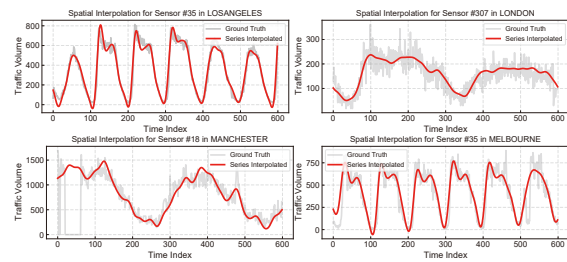 Spatial Interpolation for Sensor #35 in LOSANGELES
Traffic Volume
800
600
400
200
0
Ground Truth
Series Interpolated
0 100 200 300 400 500 600
Time Index
Spatial Interpolation for Sensor #307 in LONDON
Traffic Volume
300
200
100
Ground Truth
Series Interpolated
0 100 200 300 400 500 600
Time Index
Spatial Interpolation for Sensor #18 in MANCHESTER
Traffic Volume
1500
1000
500
0
Ground Truth
Series Interpolated
0 100 200 300 400 500 600
Time Index
Spatial Interpolation for Sensor #35 in MELBOURNE
Traffic Volume
750
500
250
0
Ground Truth
Series Interpolated
0 100 200 300 400 500 600
Time Index